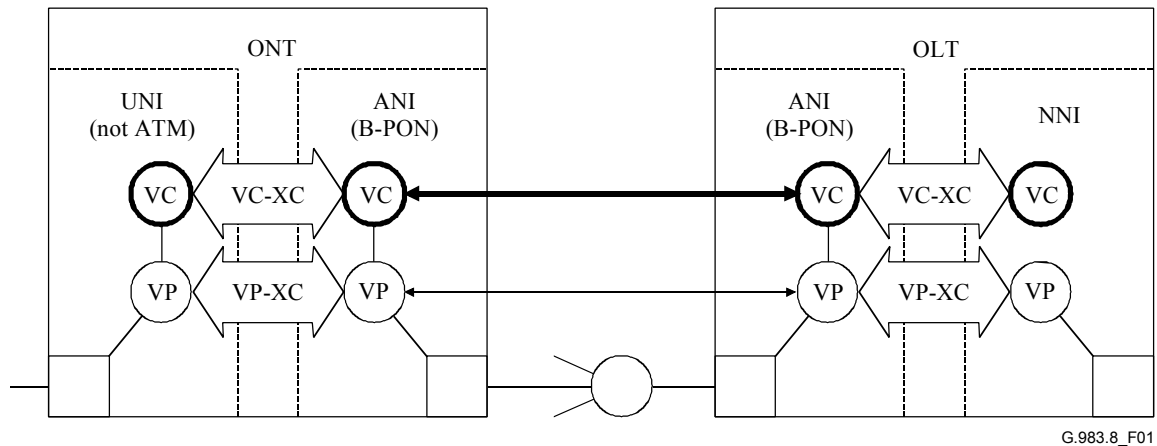 ONT
OLT
UNI
(not ATM)
ANI
(B-PON)
ANI
(B-PON)
NNI
VC
VC-XC
VC
VC
VC-XC
VC
VP
VP-XC
VP
VP
VP-XC
VP
G.983.8_F01